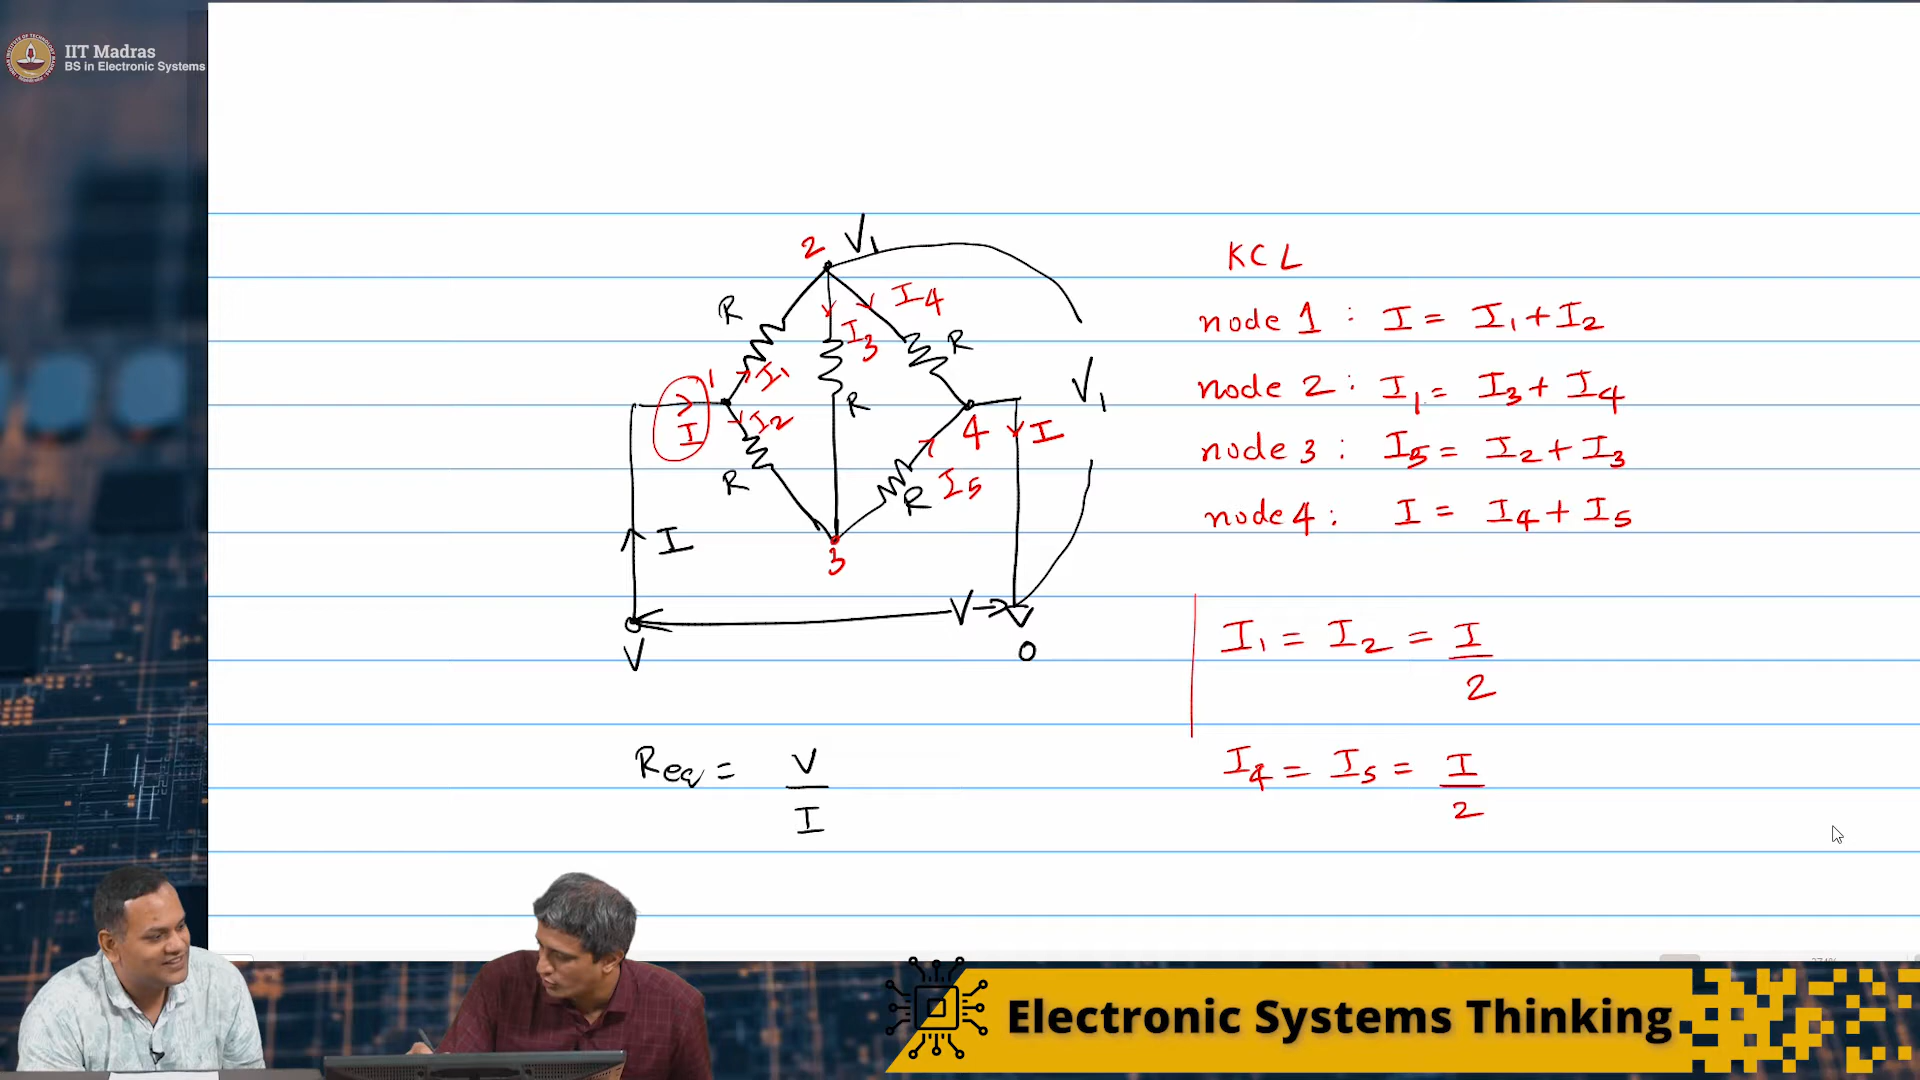 IIT Madras
BS in Electronic Systems
2 V₁
R I₄
I₃ R
1 I₁ R V₁
I I₂ 4 I
R R I₅
I 3
V 0
V
KCL
node 1 : I = I₁ + I₂
node 2 : I₁ = I₃ + I₄
node 3 : I₅ = I₂ + I₃
node 4 : I = I₄ + I₅
I₁ = I₂ = I/2
Req = V/I
I₄ = I₅ = I/2
Electronic Systems Thinking